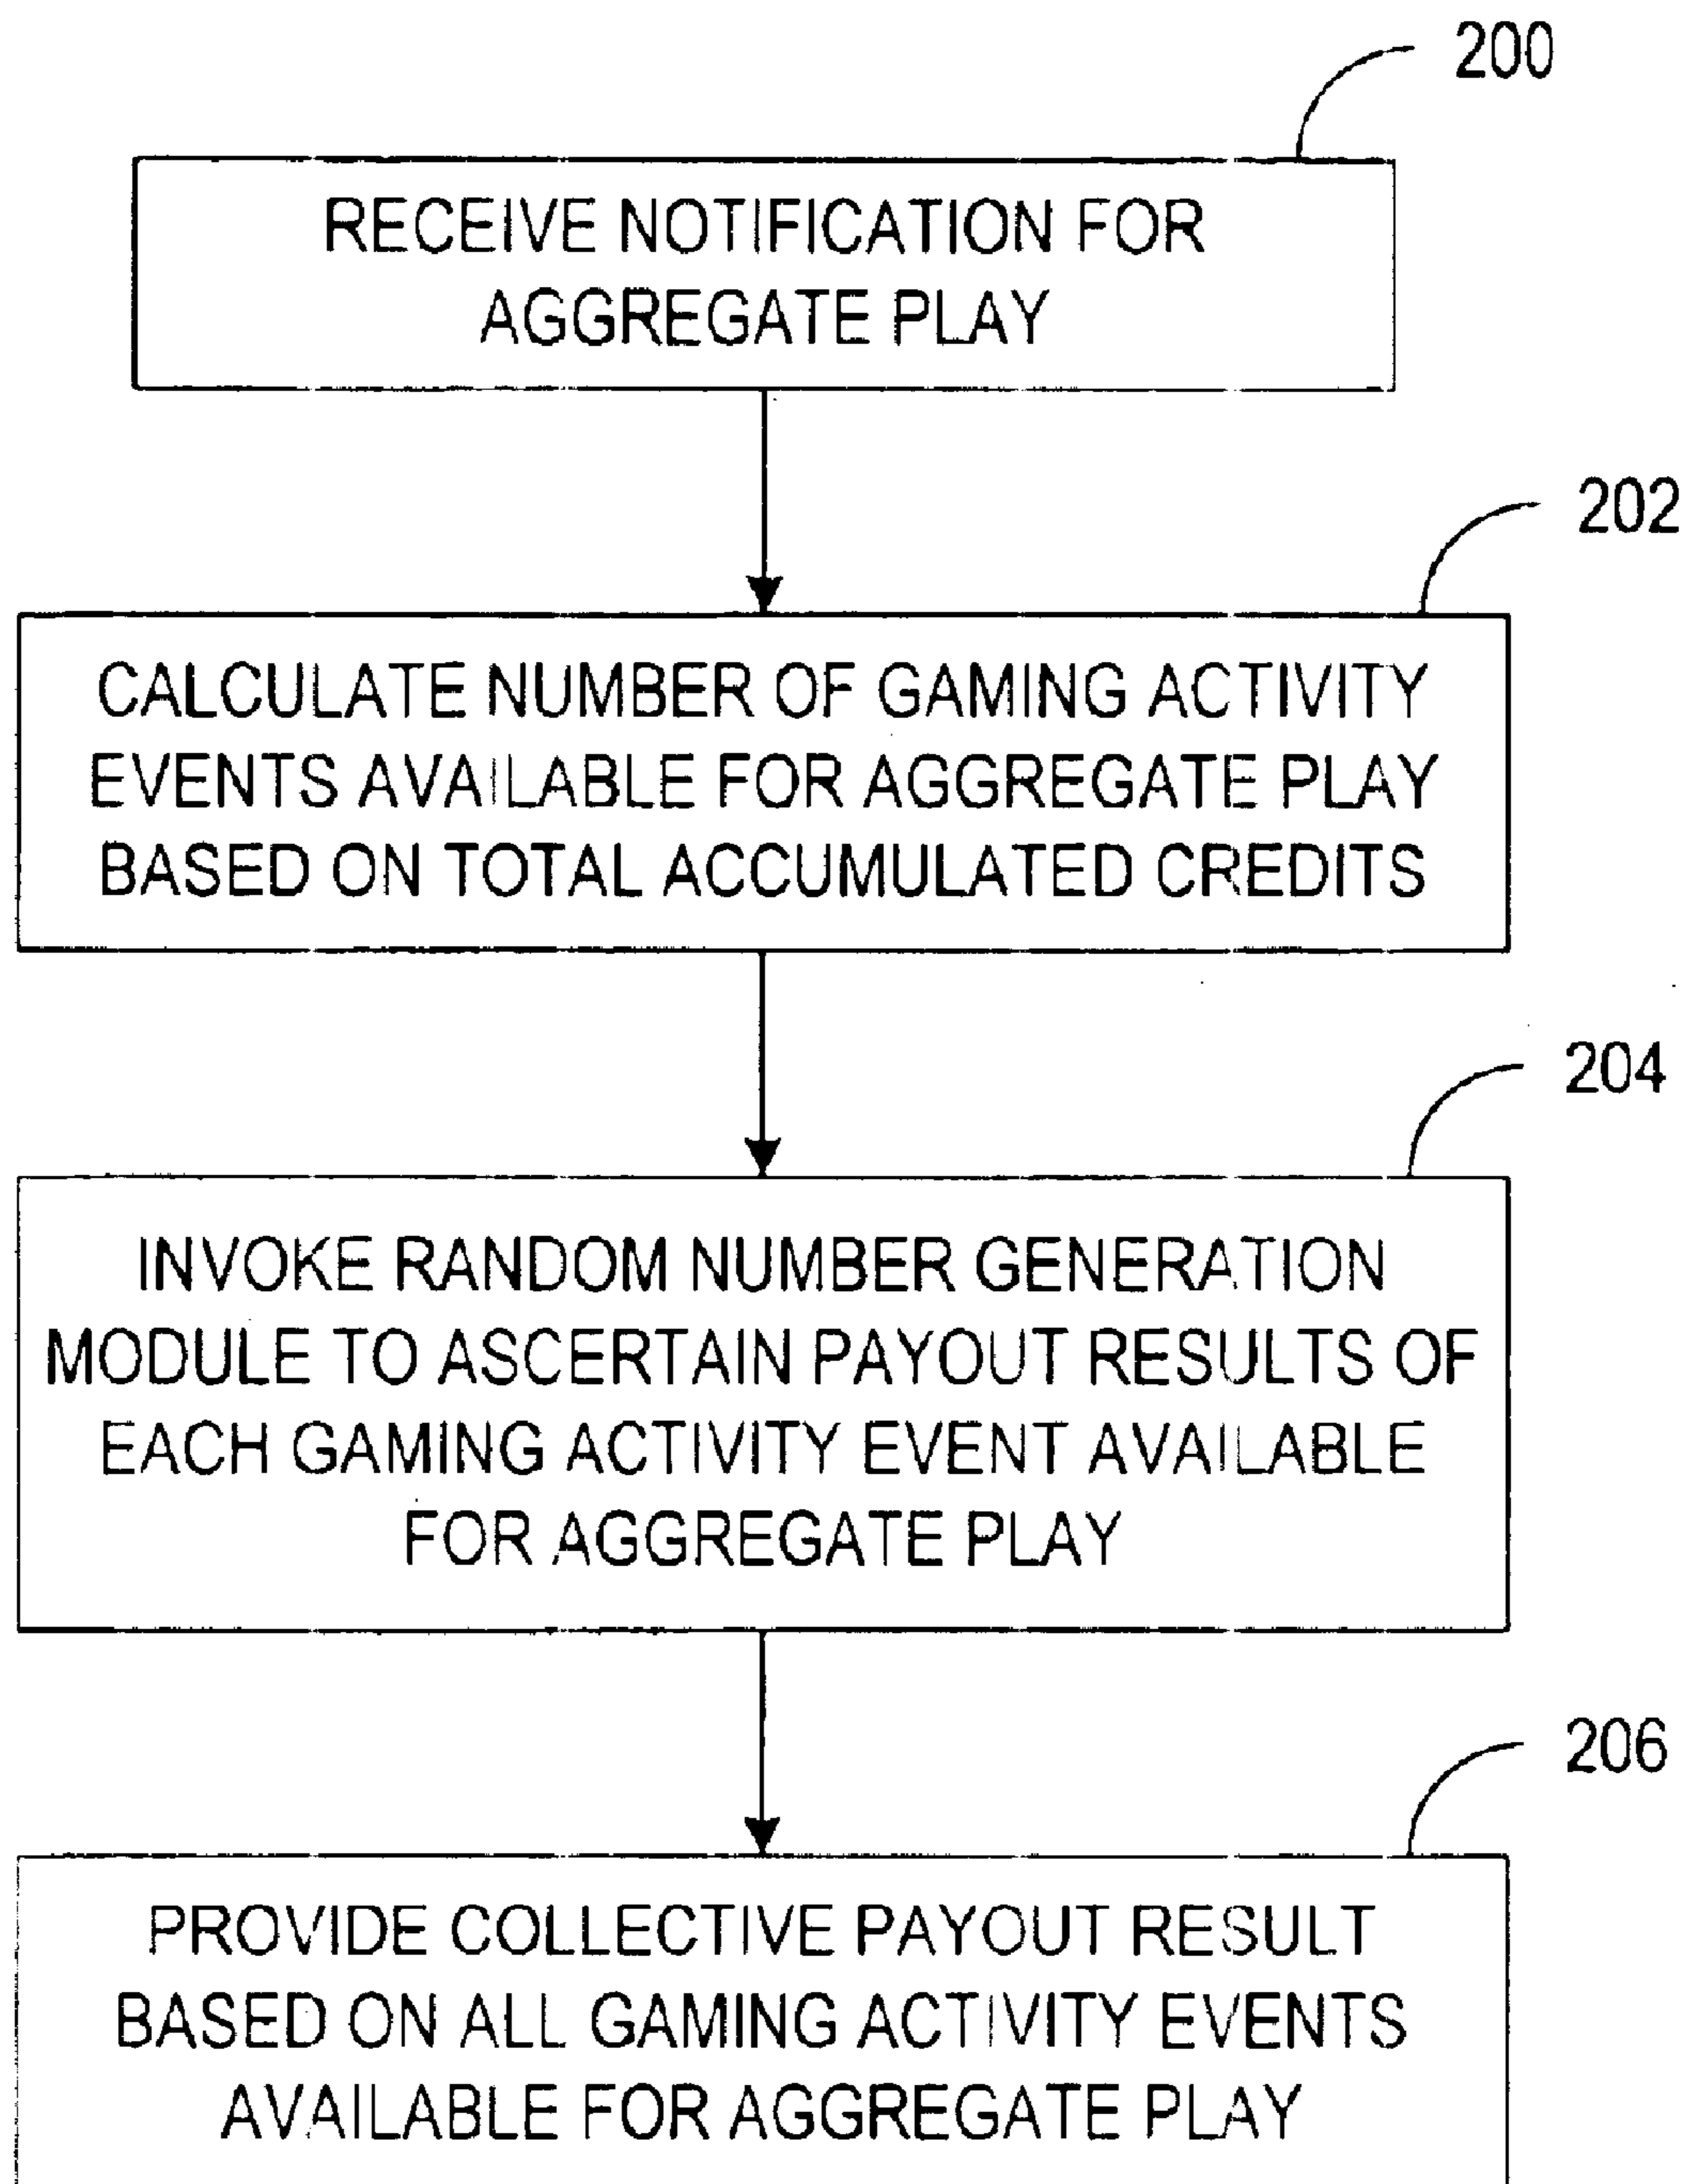 200
RECEIVE NOTIFICATION FOR
AGGREGATE PLAY
202
CALCULATE NUMBER OF GAMING ACTIVITY
EVENTS AVAILABLE FOR AGGREGATE PLAY
BASED ON TOTAL ACCUMULATED CREDITS
204
INVOKE RANDOM NUMBER GENERATION
MODULE TO ASCERTAIN PAYOUT RESULTS OF
EACH GAMING ACTIVITY EVENT AVAILABLE
FOR AGGREGATE PLAY
206
PROVIDE COLLECTIVE PAYOUT RESULT
BASED ON ALL GAMING ACTIVITY EVENTS
AVAILABLE FOR AGGREGATE PLAY